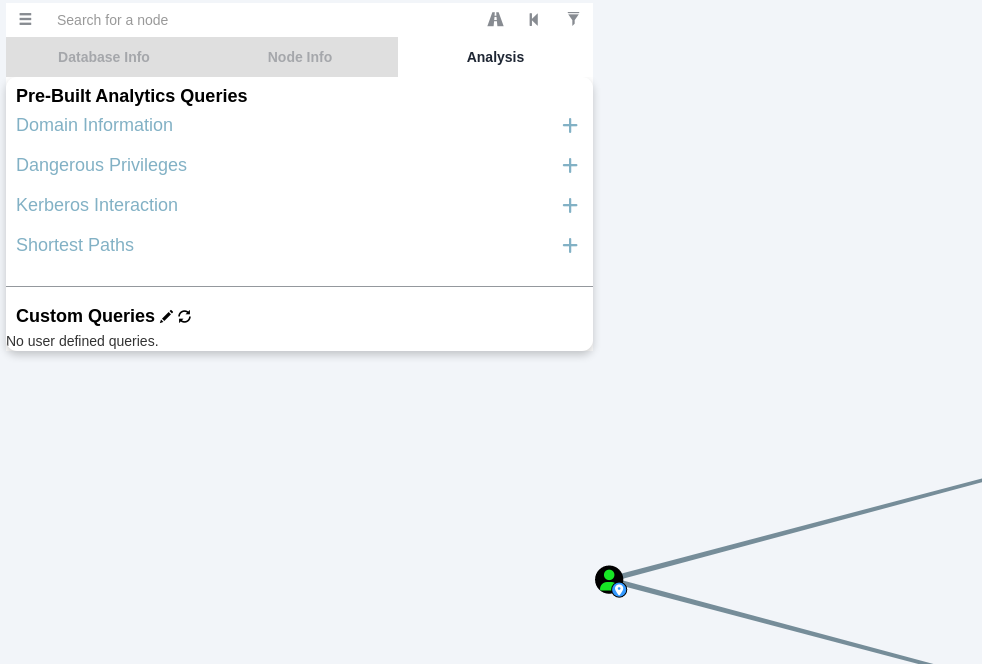 Search for a node
Database Info Node Info Analysis
Pre-Built Analytics Queries
Domain Information
Dangerous Privileges
Kerberos Interaction
Shortest Paths
Custom Queries
No user defined queries.